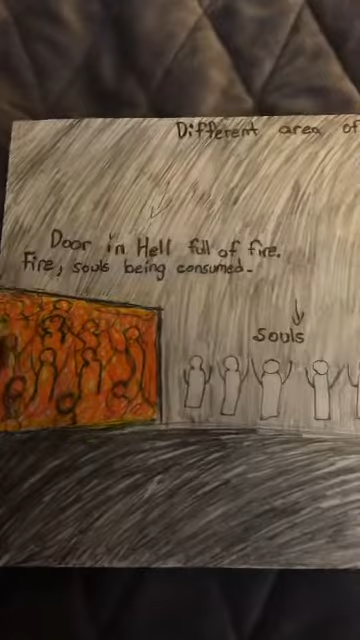 Different area of
Door in Hell full of fire.
Fire, souls being consumed.
souls